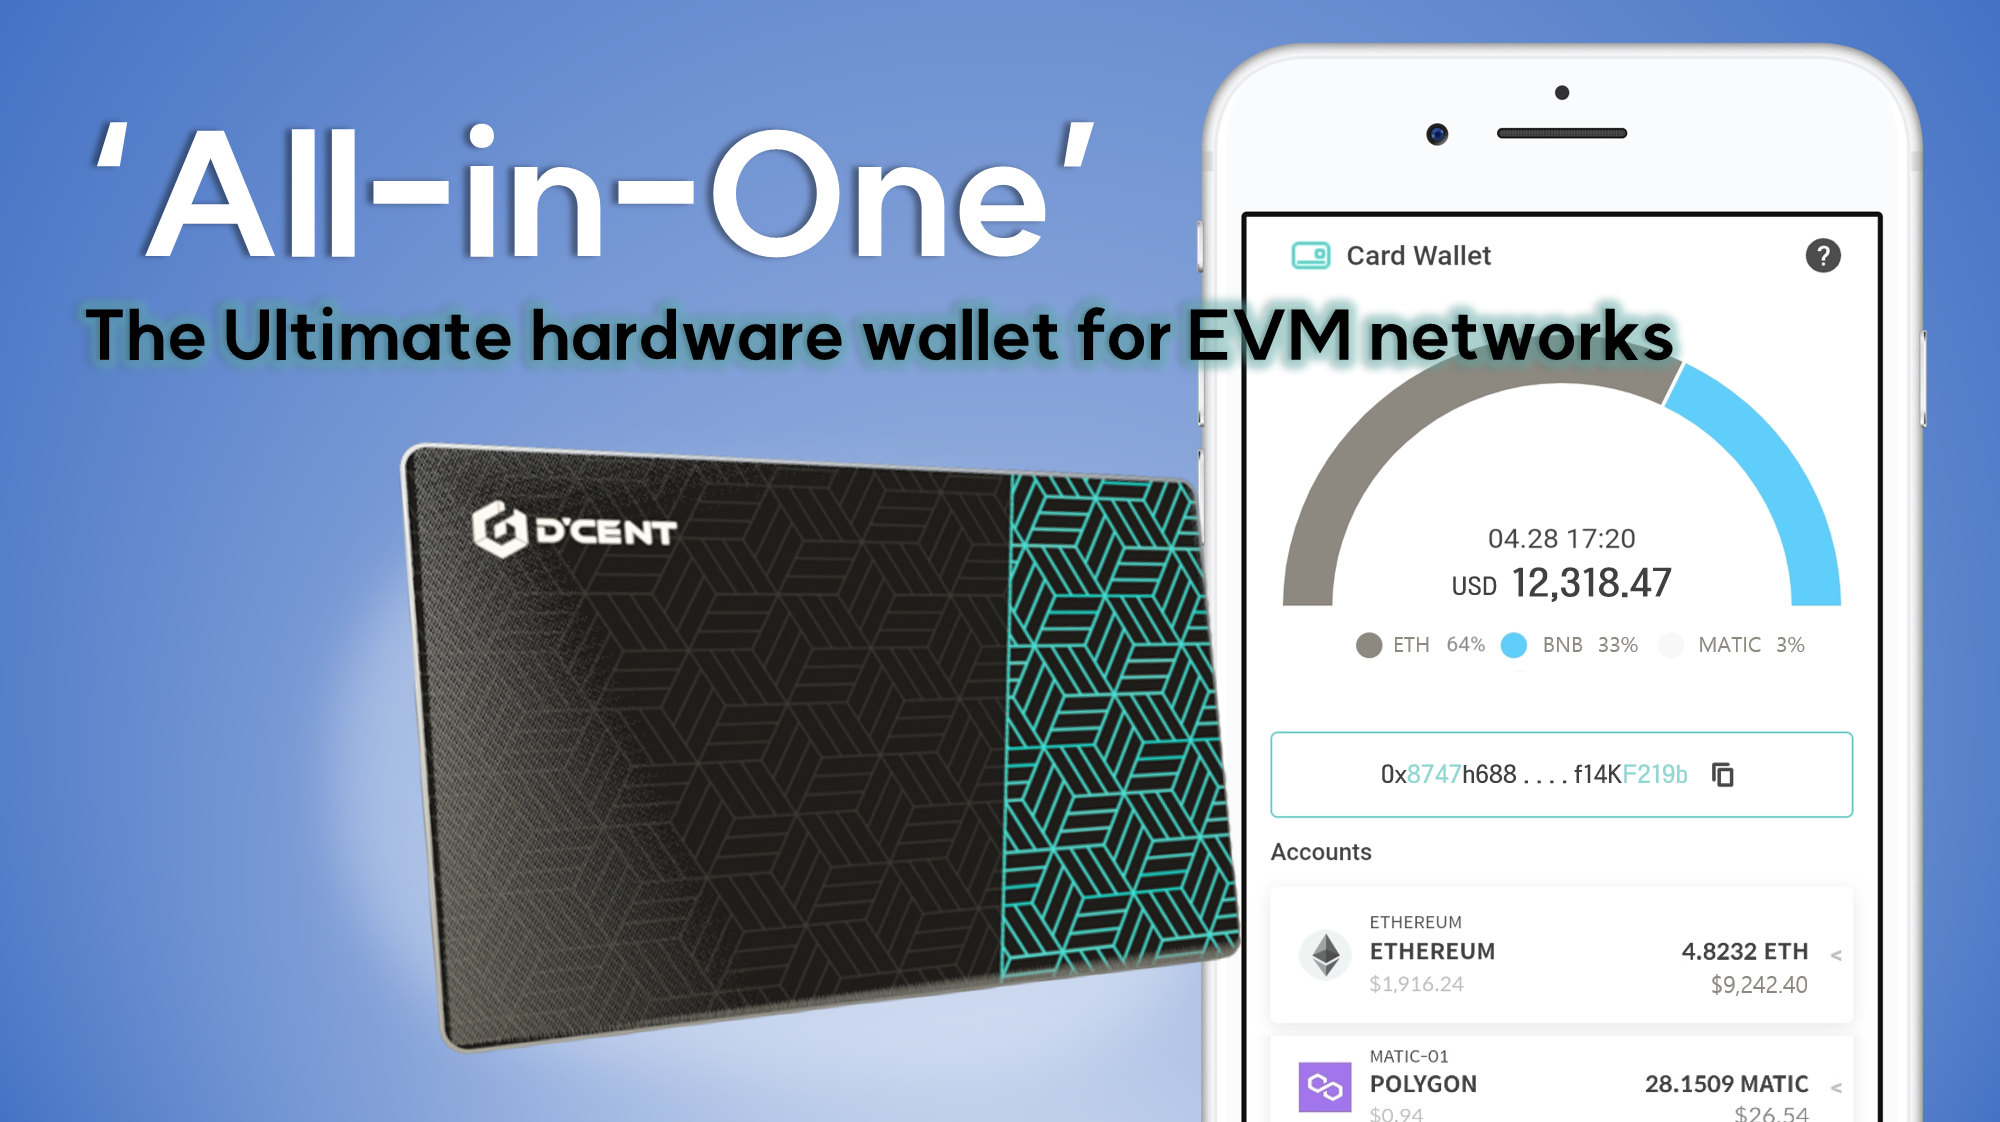 ‘All-in-One’
The Ultimate hardware wallet for EVM networks
D'CENT
Card Wallet
?
04.28 17:20
USD 12,318.47
ETH 64% BNB 33% MATIC 3%
0x8747h688 . . . . f14KF219b
Accounts
ETHEREUM
ETHEREUM 4.8232 ETH <
$1,916.24 $9,242.40
MATIC-01
POLYGON 28.1509 MATIC <
$0.94 $26.54